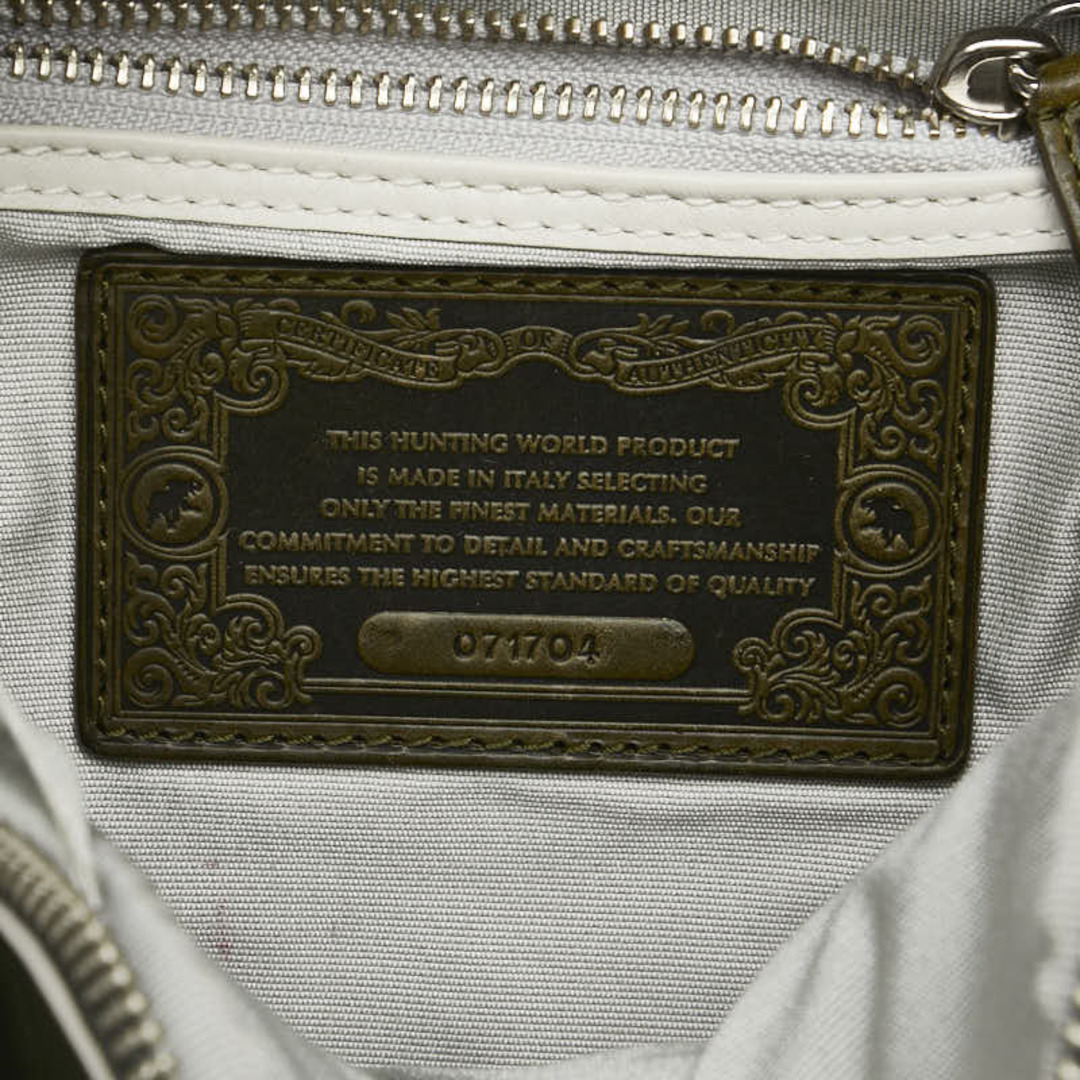 CERTIFICATE OF AUTHENTICITY
THIS HUNTING WORLD PRODUCT
IS MADE IN ITALY SELECTING
ONLY THE FINEST MATERIALS. OUR
COMMITMENT TO DETAIL AND CRAFTSMANSHIP
ENSURES THE HIGHEST STANDARD OF QUALITY
071704